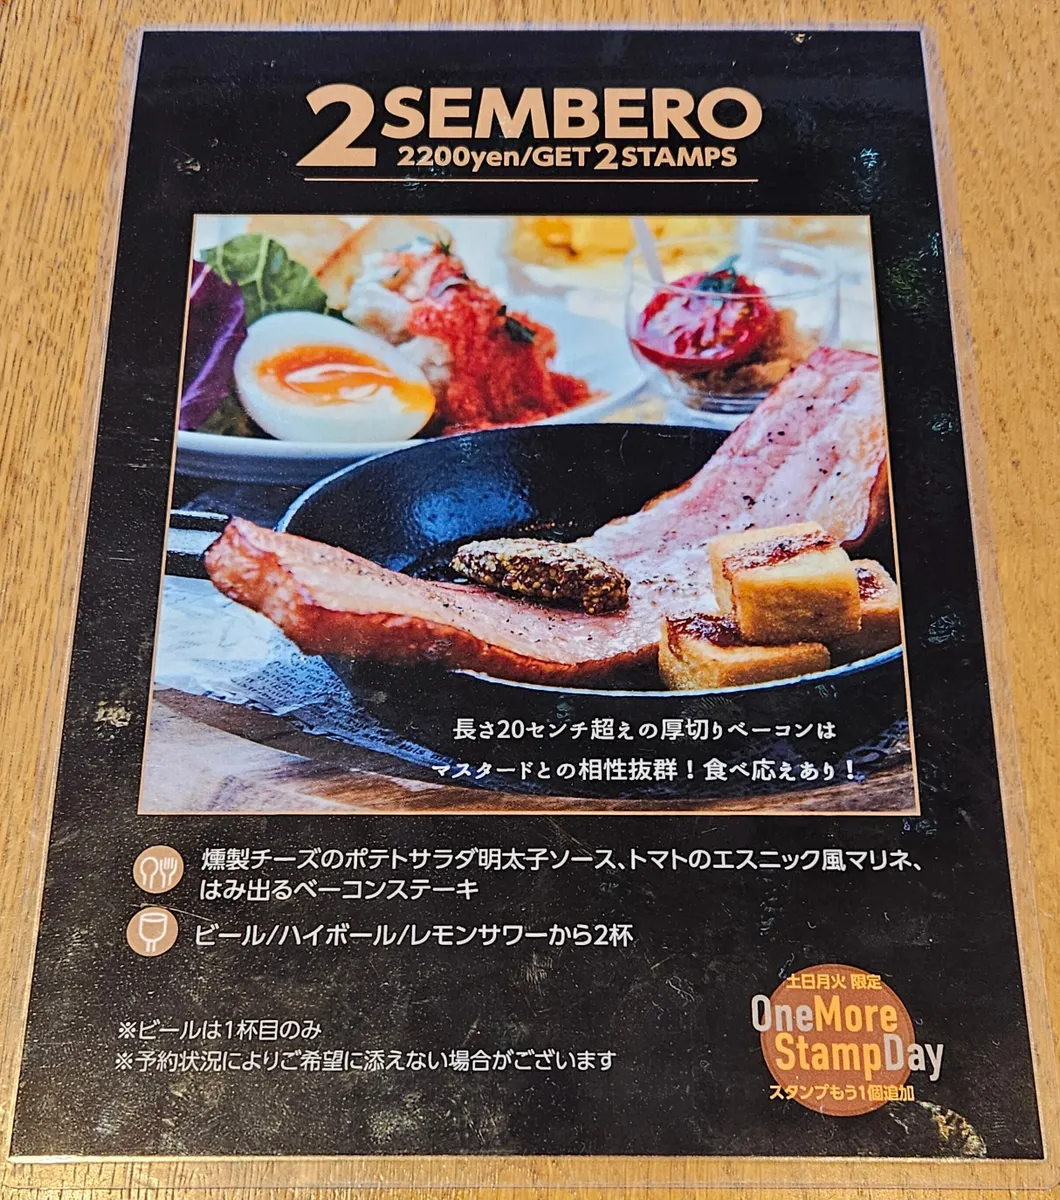 2SEMBERO
2200yen/GET2STAMPS
長さ20センチ超えの厚切りベーコンは
マスタードとの相性抜群！食べ応えあり！
燻製チーズのポテトサラダ明太子ソース、トマトのエスニック風マリネ、
はみ出るベーコンステーキ
ビール/ハイボール/レモンサワーから2杯
※ビールは1杯目のみ
※予約状況によりご希望に添えない場合がございます
土日月火 限定
OneMore
StampDay
スタンプもう1個追加